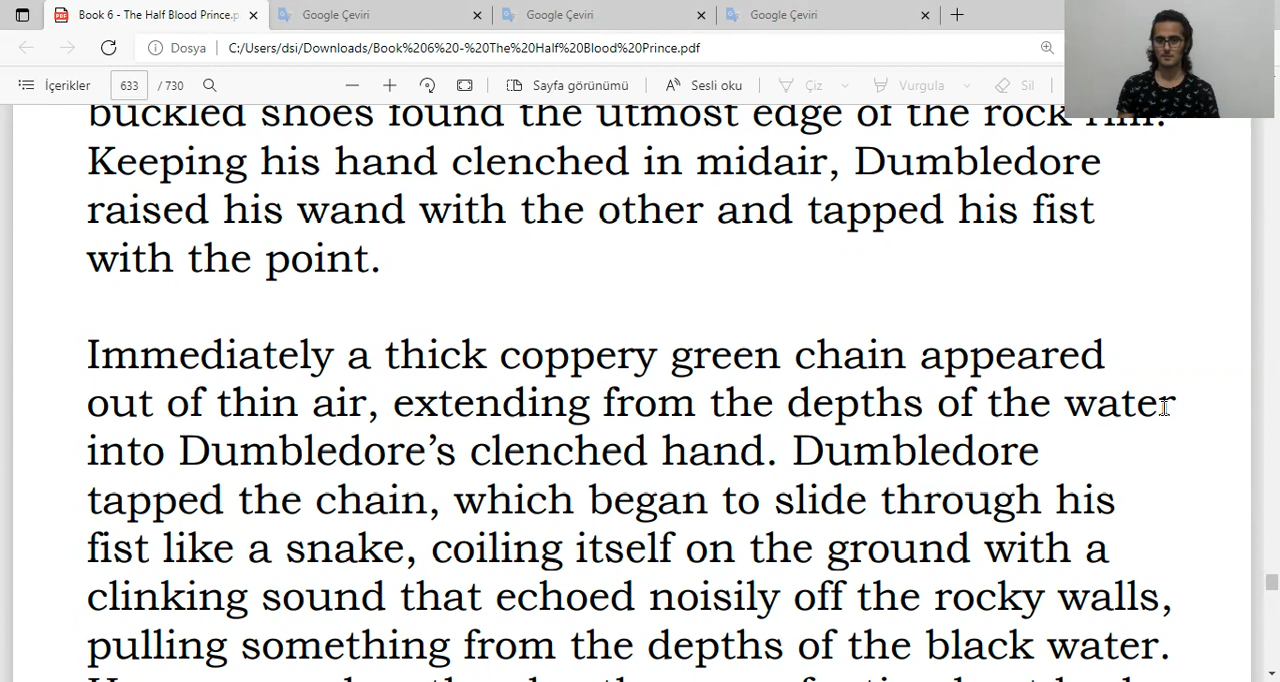 Book 6 - The Half Blood Prince.p
Google Çeviri
Google Çeviri
Google Çeviri
Dosya
C:/Users/dsi/Downloads/Book%206%20-%20The%20Half%20Blood%20Prince.pdf
İçerikler
633
/ 730
Sayfa görünümü
Sesli oku
Çiz
Vurgula
Sil
buckled shoes found the utmost edge of the rock rim.
Keeping his hand clenched in midair, Dumbledore
raised his wand with the other and tapped his fist
with the point.
Immediately a thick coppery green chain appeared
out of thin air, extending from the depths of the water
into Dumbledore’s clenched hand. Dumbledore
tapped the chain, which began to slide through his
fist like a snake, coiling itself on the ground with a
clinking sound that echoed noisily off the rocky walls,
pulling something from the depths of the black water.